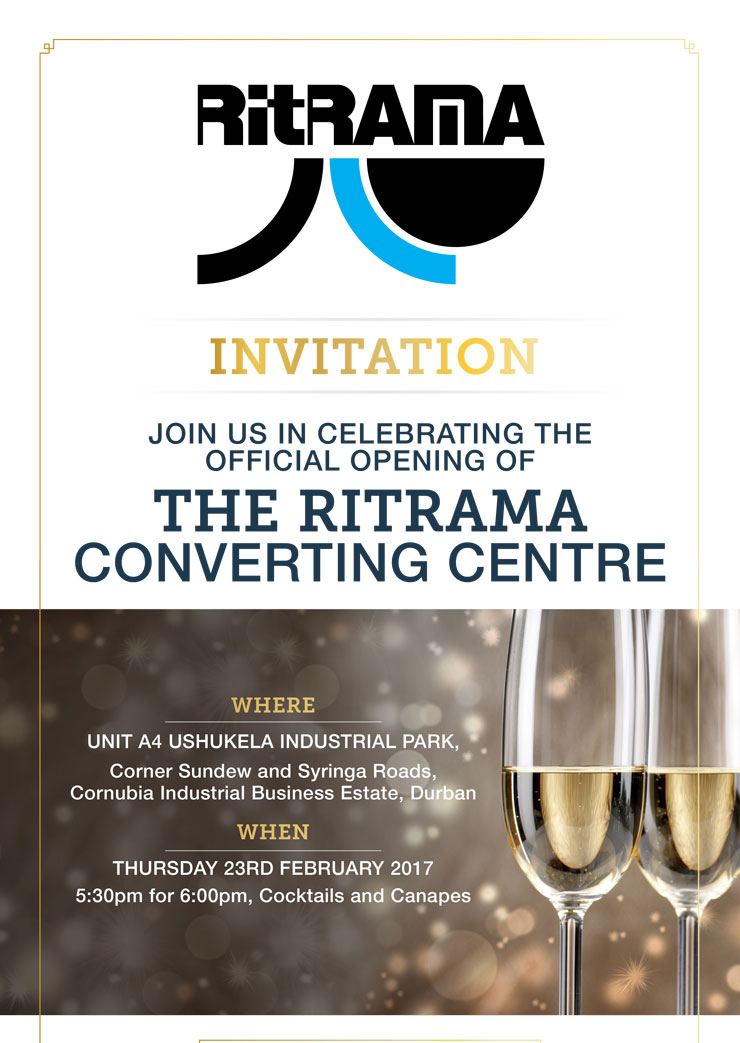 RitRAMA
INVITATION
JOIN US IN CELEBRATING THE
OFFICIAL OPENING OF
THE RITRAMA
CONVERTING CENTRE
WHERE
UNIT A4 USHUKELA INDUSTRIAL PARK,
Corner Sundew and Syringa Roads,
Cornubia Industrial Business Estate, Durban
WHEN
THURSDAY 23RD FEBRUARY 2017
5:30pm for 6:00pm, Cocktails and Canapes